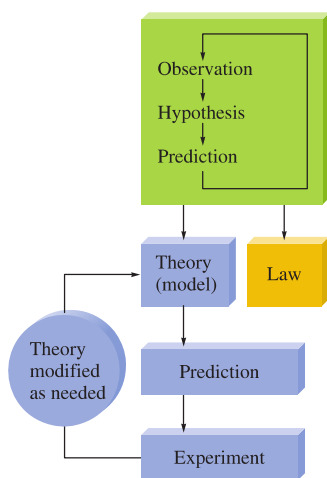 Observation
Hypothesis
Prediction
Theory
(model)
Law
Theory
modified
as needed
Prediction
Experiment